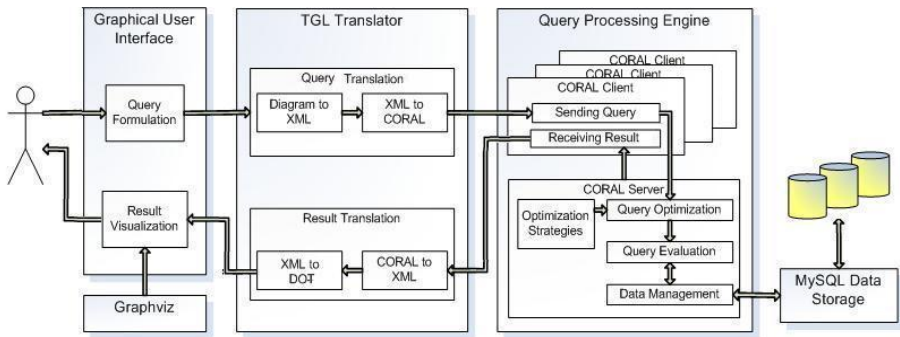 Graphical User
Interface
TGL Translator
Query Processing Engine
Query Translation
Diagram to
XML
XML to
CORAL
Query
Formulation
CORAL Client
CORAL Client
CORAL Client
Sending Query
Receiving Result
Result
Visualization
Result Translation
XML to
DOT
CORAL to
XML
CORAL Server
Optimization
Strategies
Query Optimization
Query Evaluation
Data Management
Graphviz
MySQL Data
Storage